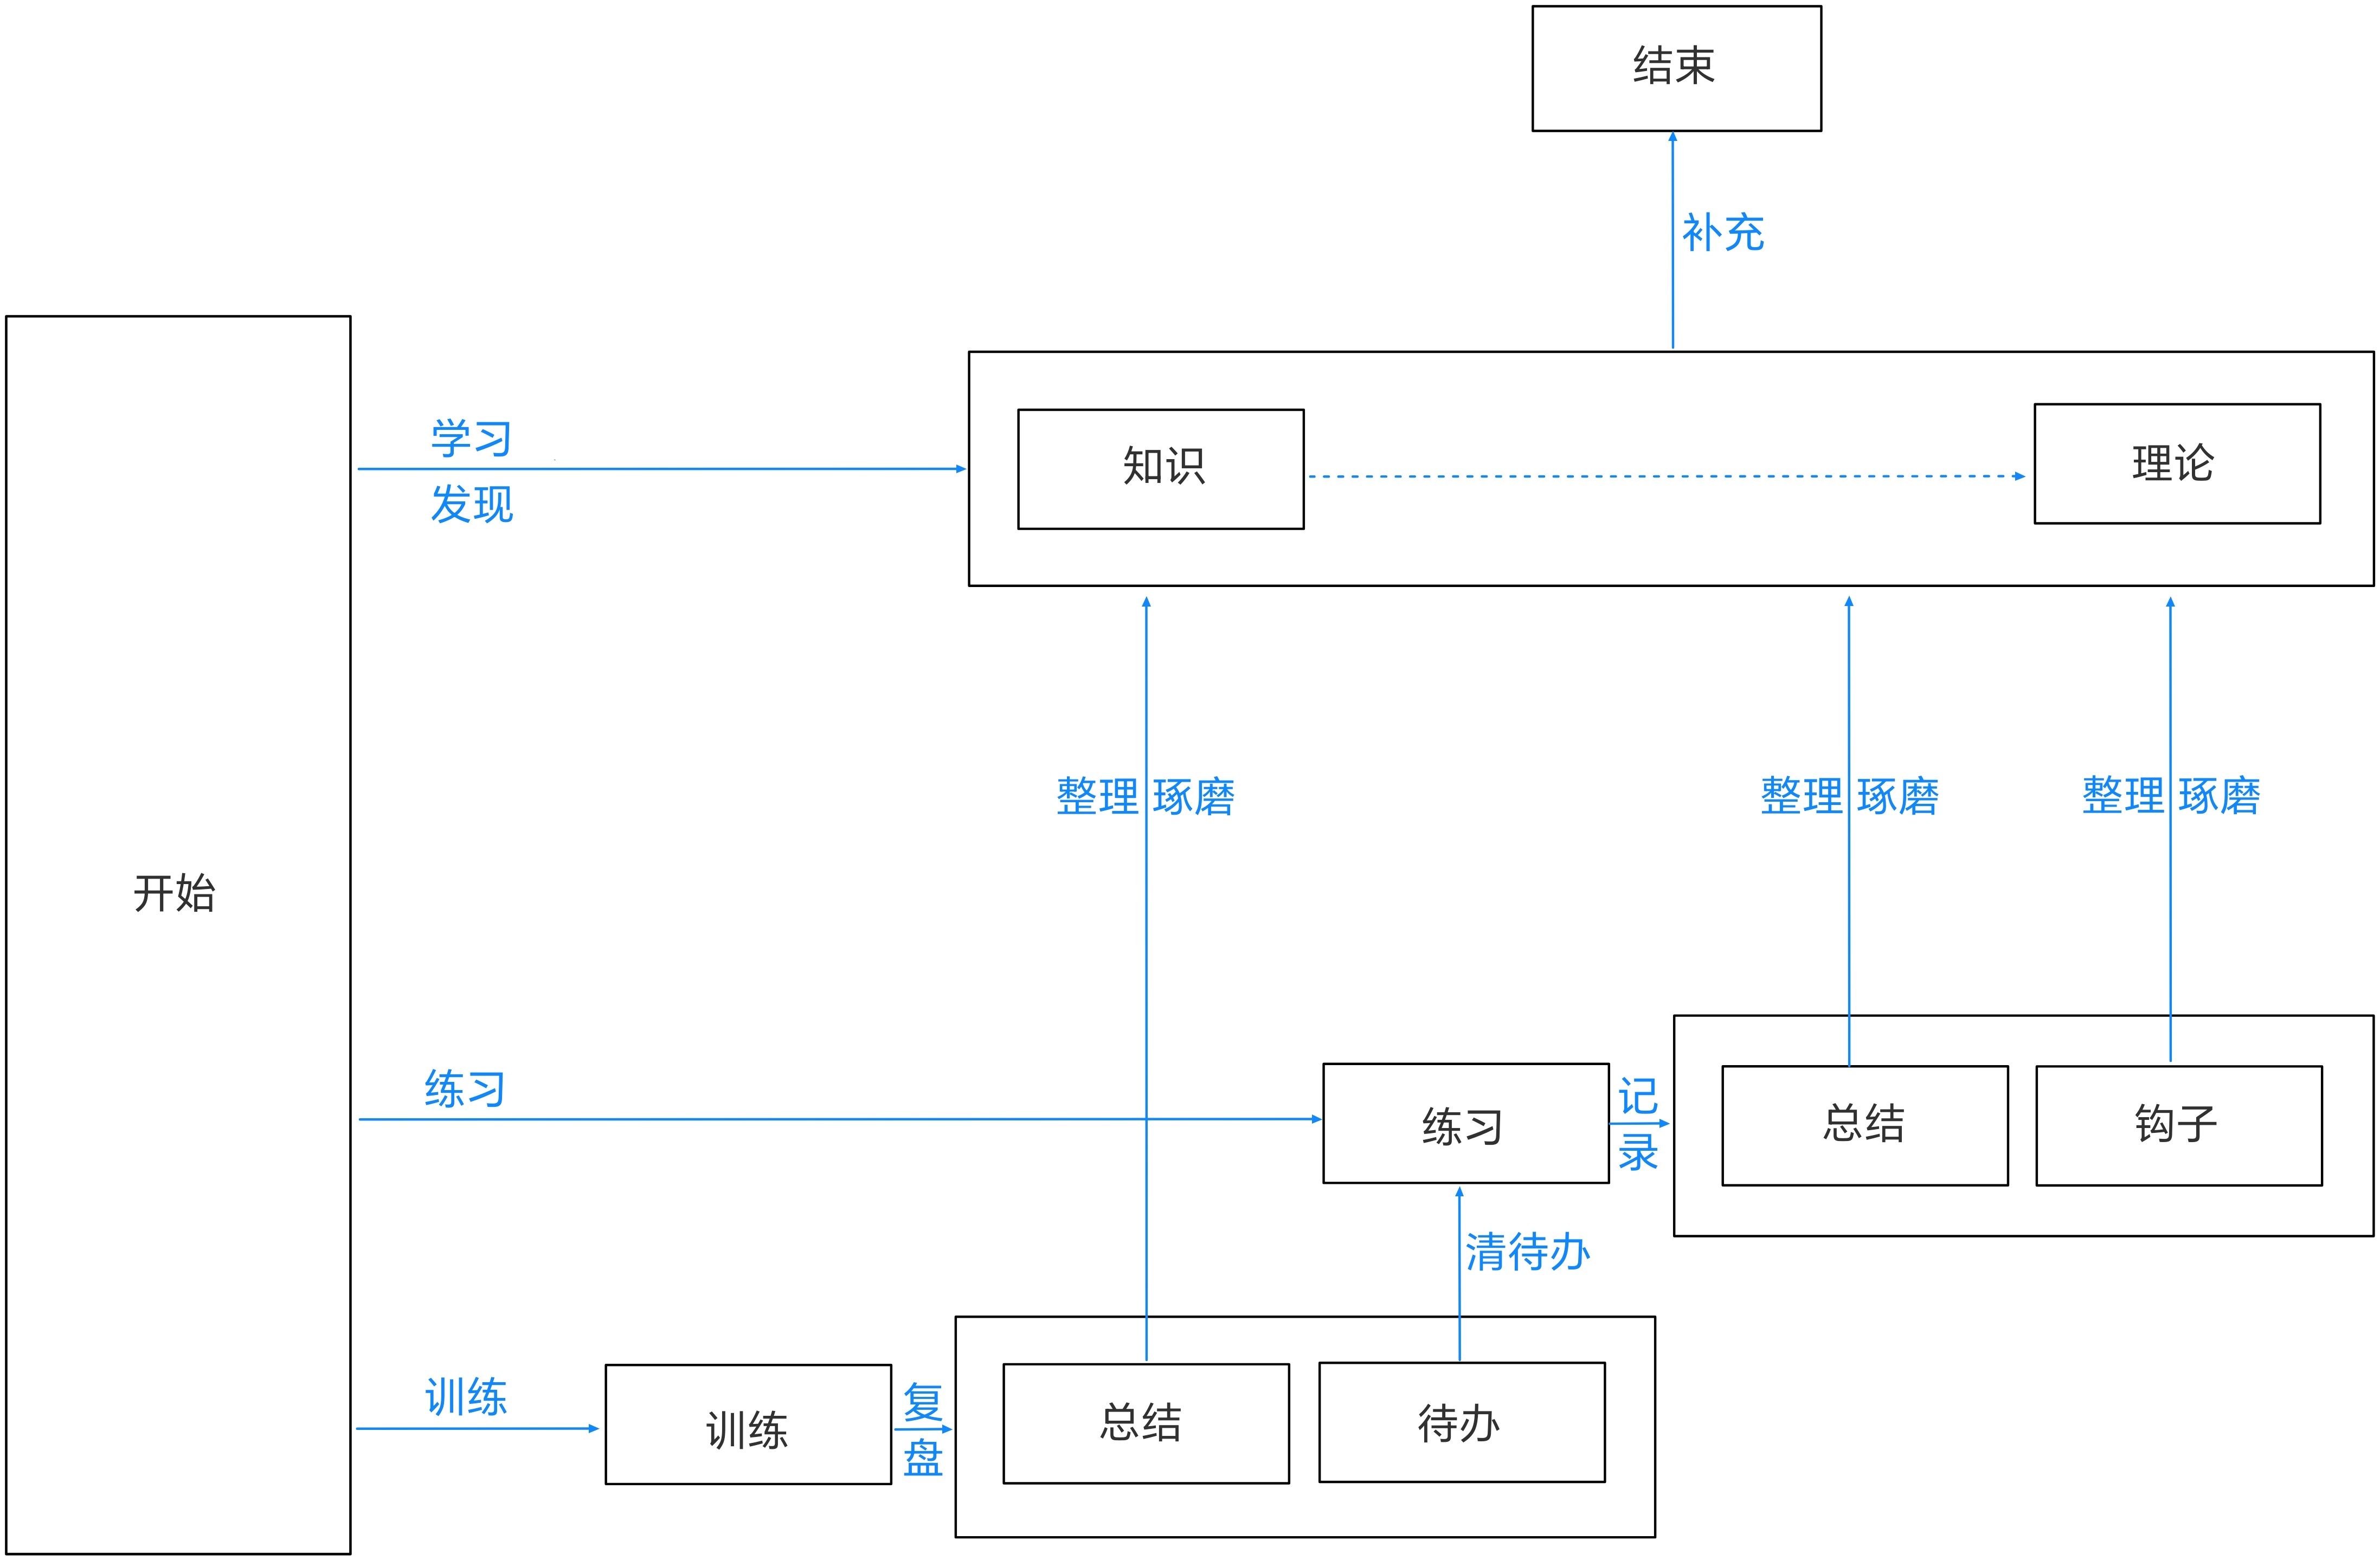 结束
补充
学习
发现
知识
理论
开始
整理 琢磨
整理 琢磨
整理 琢磨
练习
练习
记
录
总结
钩子
清待办
训练
训练
复
盘
总结
待办